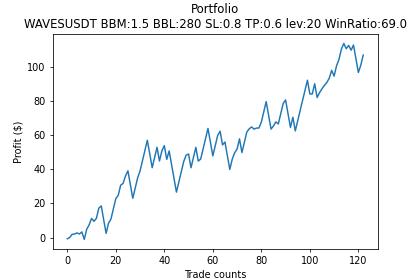 Portfolio
WAVESUSDT BBM:1.5 BBL:280 SL:0.8 TP:0.6 lev:20 WinRatio:69.0
100
80
60
40
20
0
Profit ($)
0 20 40 60 80 100 120
Trade counts